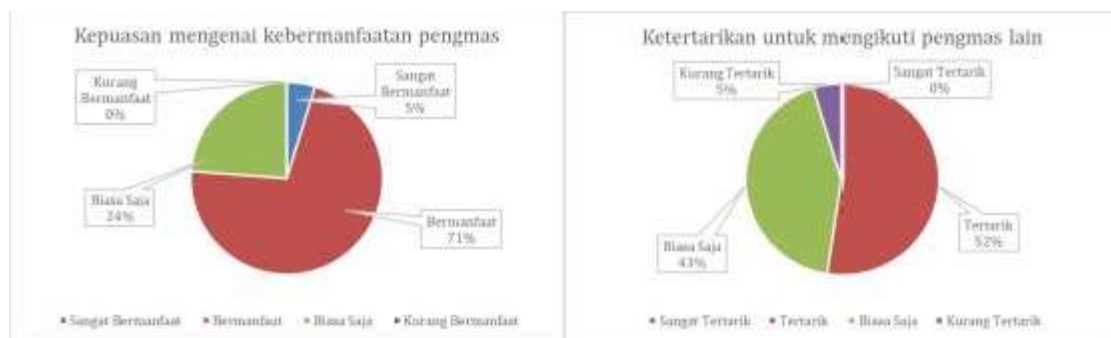 Kepuasan mengenai kebermanfaatan pengmas
Kurang
Bermanfaat
0%
Sangat
Bermanfaat
5%
Biasa Saja
24%
Bermanfaat
71%
Sangat Bermanfaat Bermanfaat Biasa Saja Kurang Bermanfaat
Ketertarikan untuk mengikuti pengmas lain
Kurang Tertarik
5%
Sangat Tertarik
0%
Biasa Saja
43%
Tertarik
52%
Sangat Tertarik Tertarik Biasa Saja Kurang Tertarik